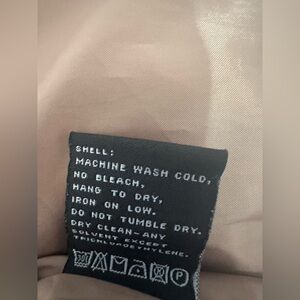 SHELL:
MACHINE WASH COLD,
NO BLEACH,
HANG TO DRY,
IRON ON LOW.
DO NOT TUMBLE DRY.
DRY CLEAN-ANY
SOLVENT EXCEPT
TRICHLOROETHYLENE.
30 P